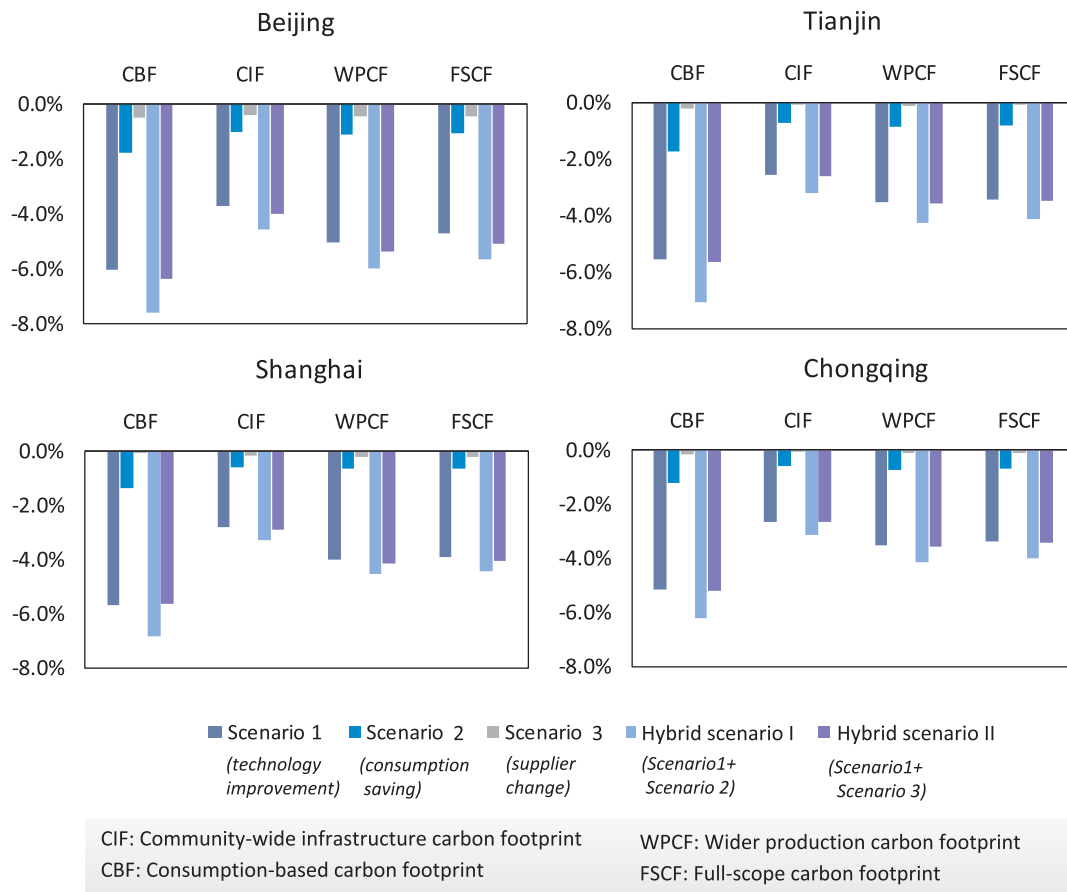 Beijing
CBF CIF WPCF FSCF
0.0%
-2.0%
-4.0%
-6.0%
-8.0%
Tianjin
CBF CIF WPCF FSCF
0.0%
-2.0%
-4.0%
-6.0%
-8.0%
Shanghai
CBF CIF WPCF FSCF
0.0%
-2.0%
-4.0%
-6.0%
-8.0%
Chongqing
CBF CIF WPCF FSCF
0.0%
-2.0%
-4.0%
-6.0%
-8.0%
Scenario 1
(technology
improvement)
Scenario 2
(consumption
saving)
Scenario 3
(supplier
change)
Hybrid scenario I
(Scenario1+
Scenario 2)
Hybrid scenario II
(Scenario1+
Scenario 3)
CIF: Community-wide infrastructure carbon footprint
CBF: Consumption-based carbon footprint
WPCF: Wider production carbon footprint
FSCF: Full-scope carbon footprint